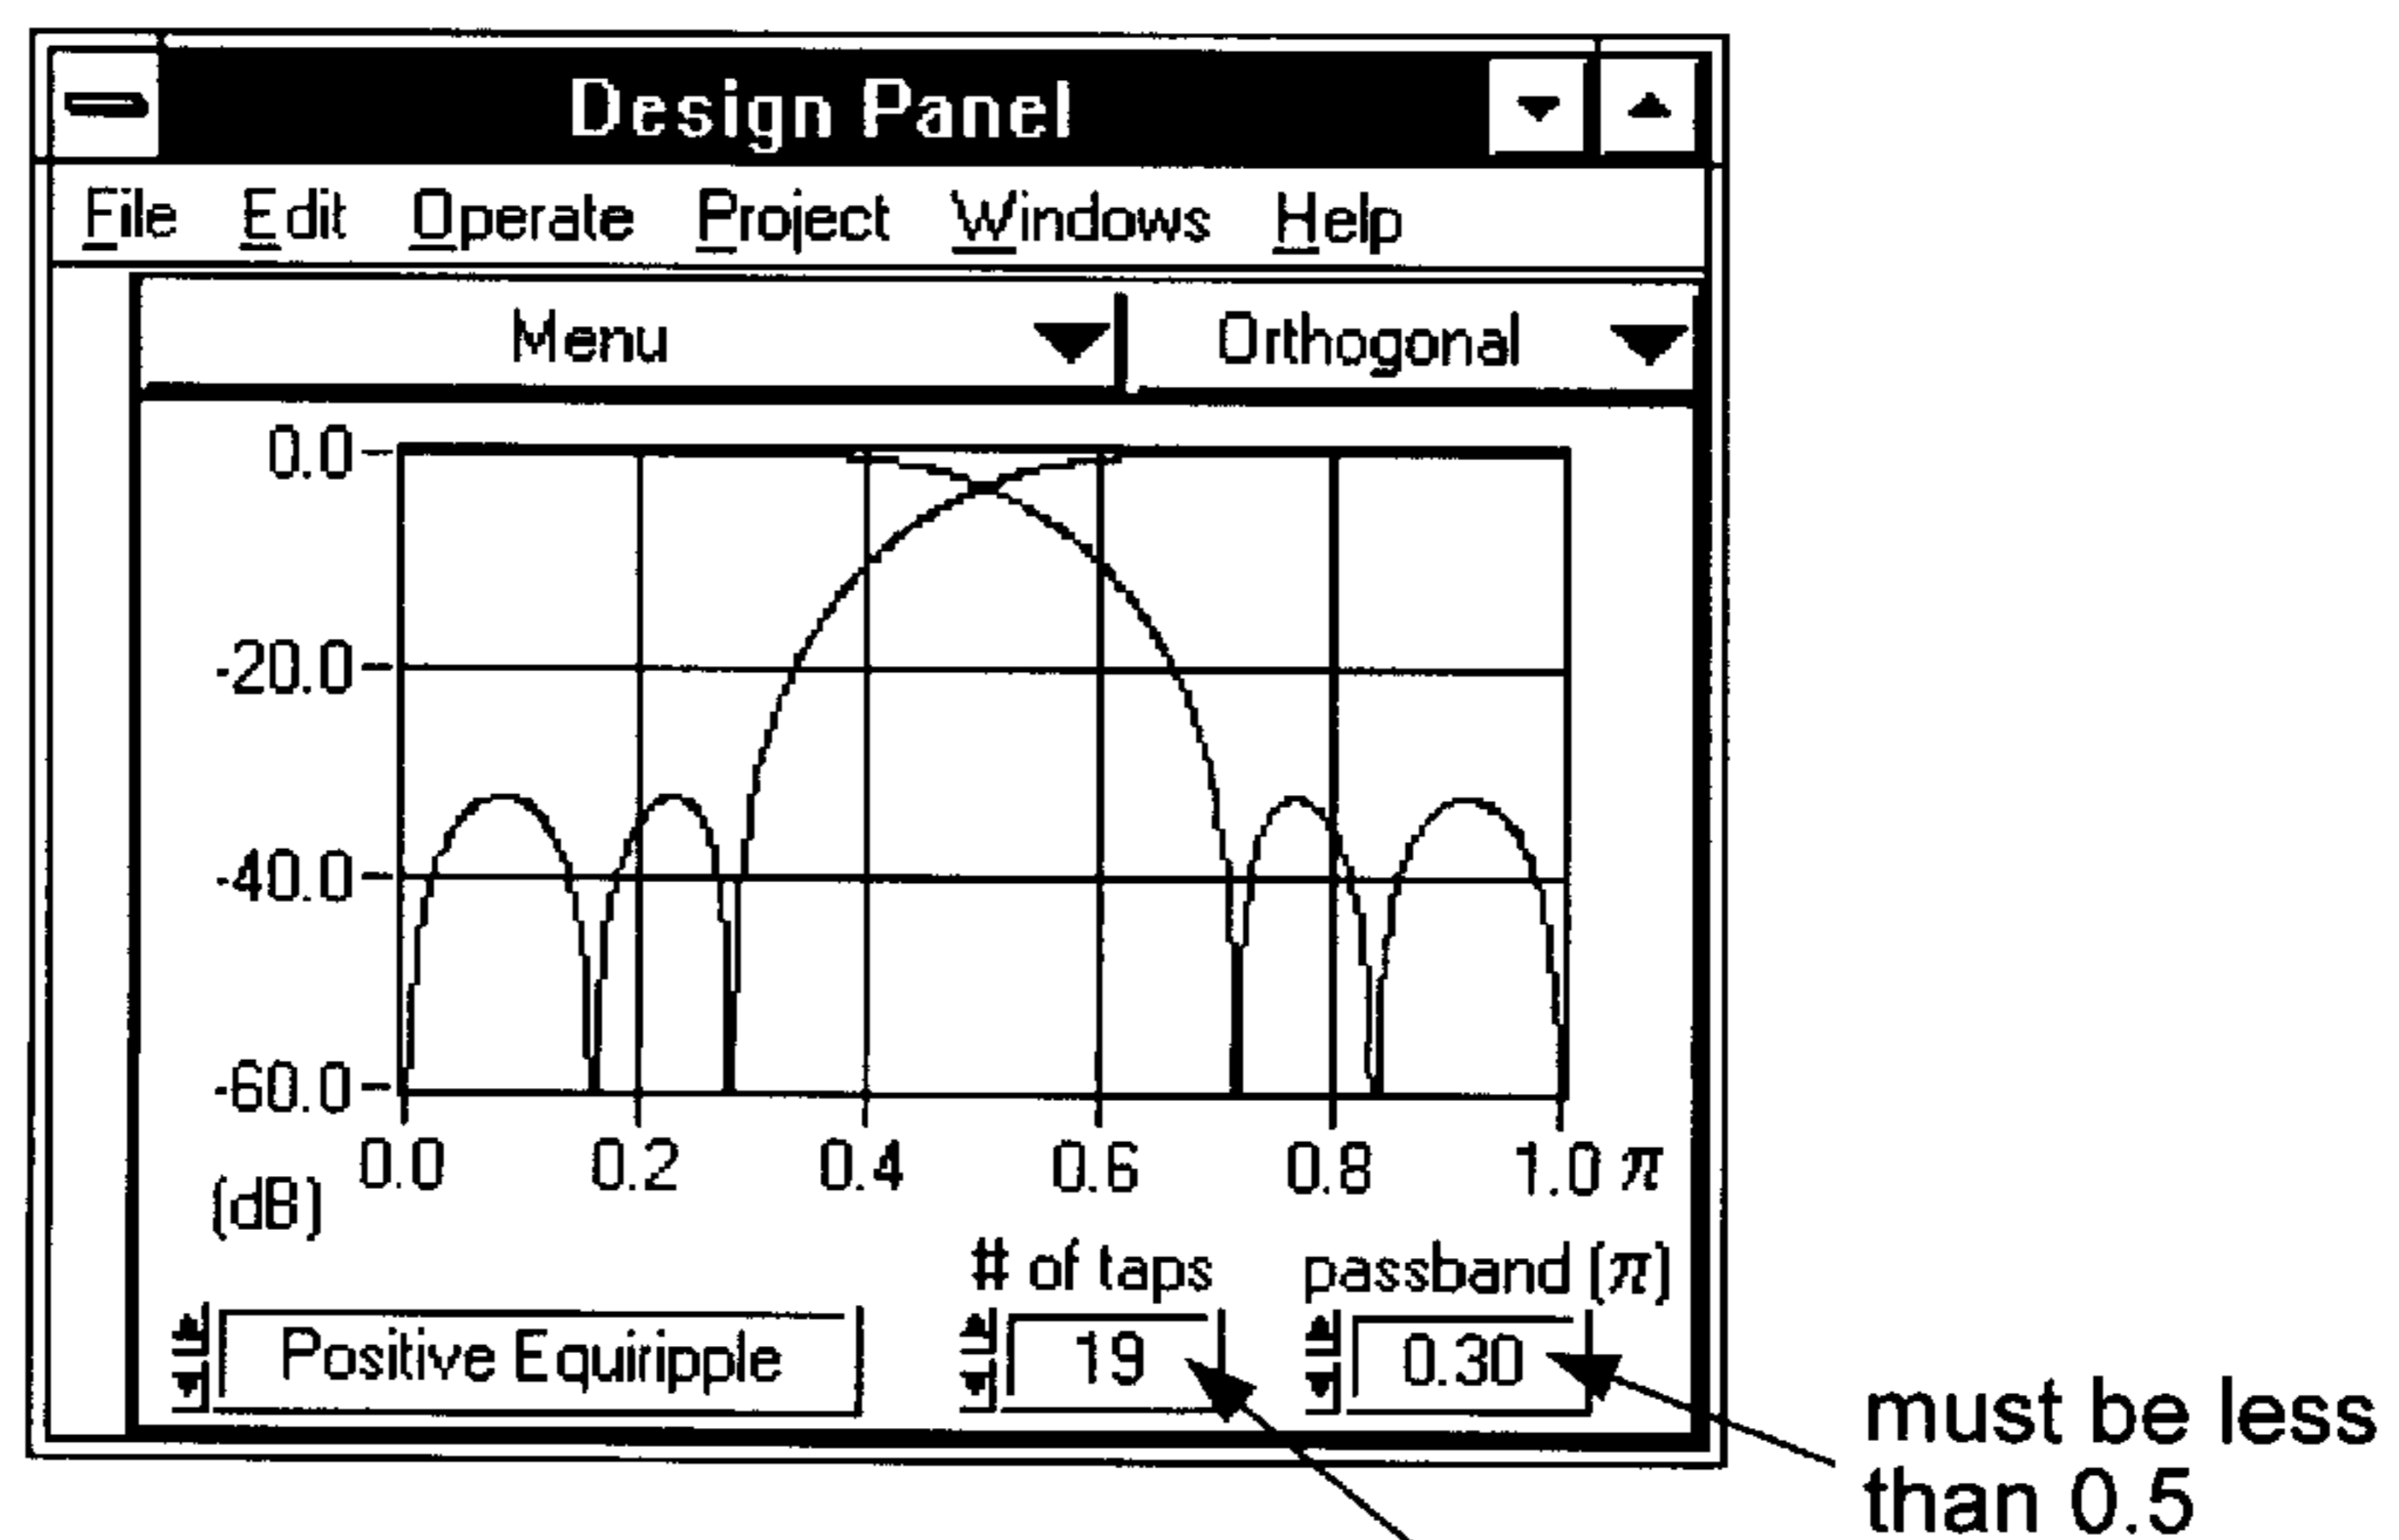 Design Panel
File Edit Operate Project Windows Help
Menu Orthogonal
0.0
-20.0
-40.0
-60.0
0.0 0.2 0.4 0.6 0.8 1.0 π
(dB)
# of taps passband (π)
Positive Equiripple 19 0.30
must be less
than 0.5